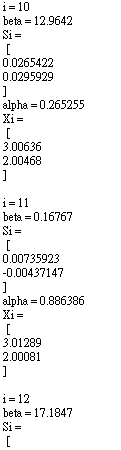 i = 10
beta = 12.9642
Si =
[
0.0265422
0.0295929
]
alpha = 0.265255
Xi =
[
3.00636
2.00468
]
i = 11
beta = 0.16767
Si =
[
0.00735923
-0.00437147
]
alpha = 0.886386
Xi =
[
3.01289
2.00081
]
i = 12
beta = 17.1847
Si =
[